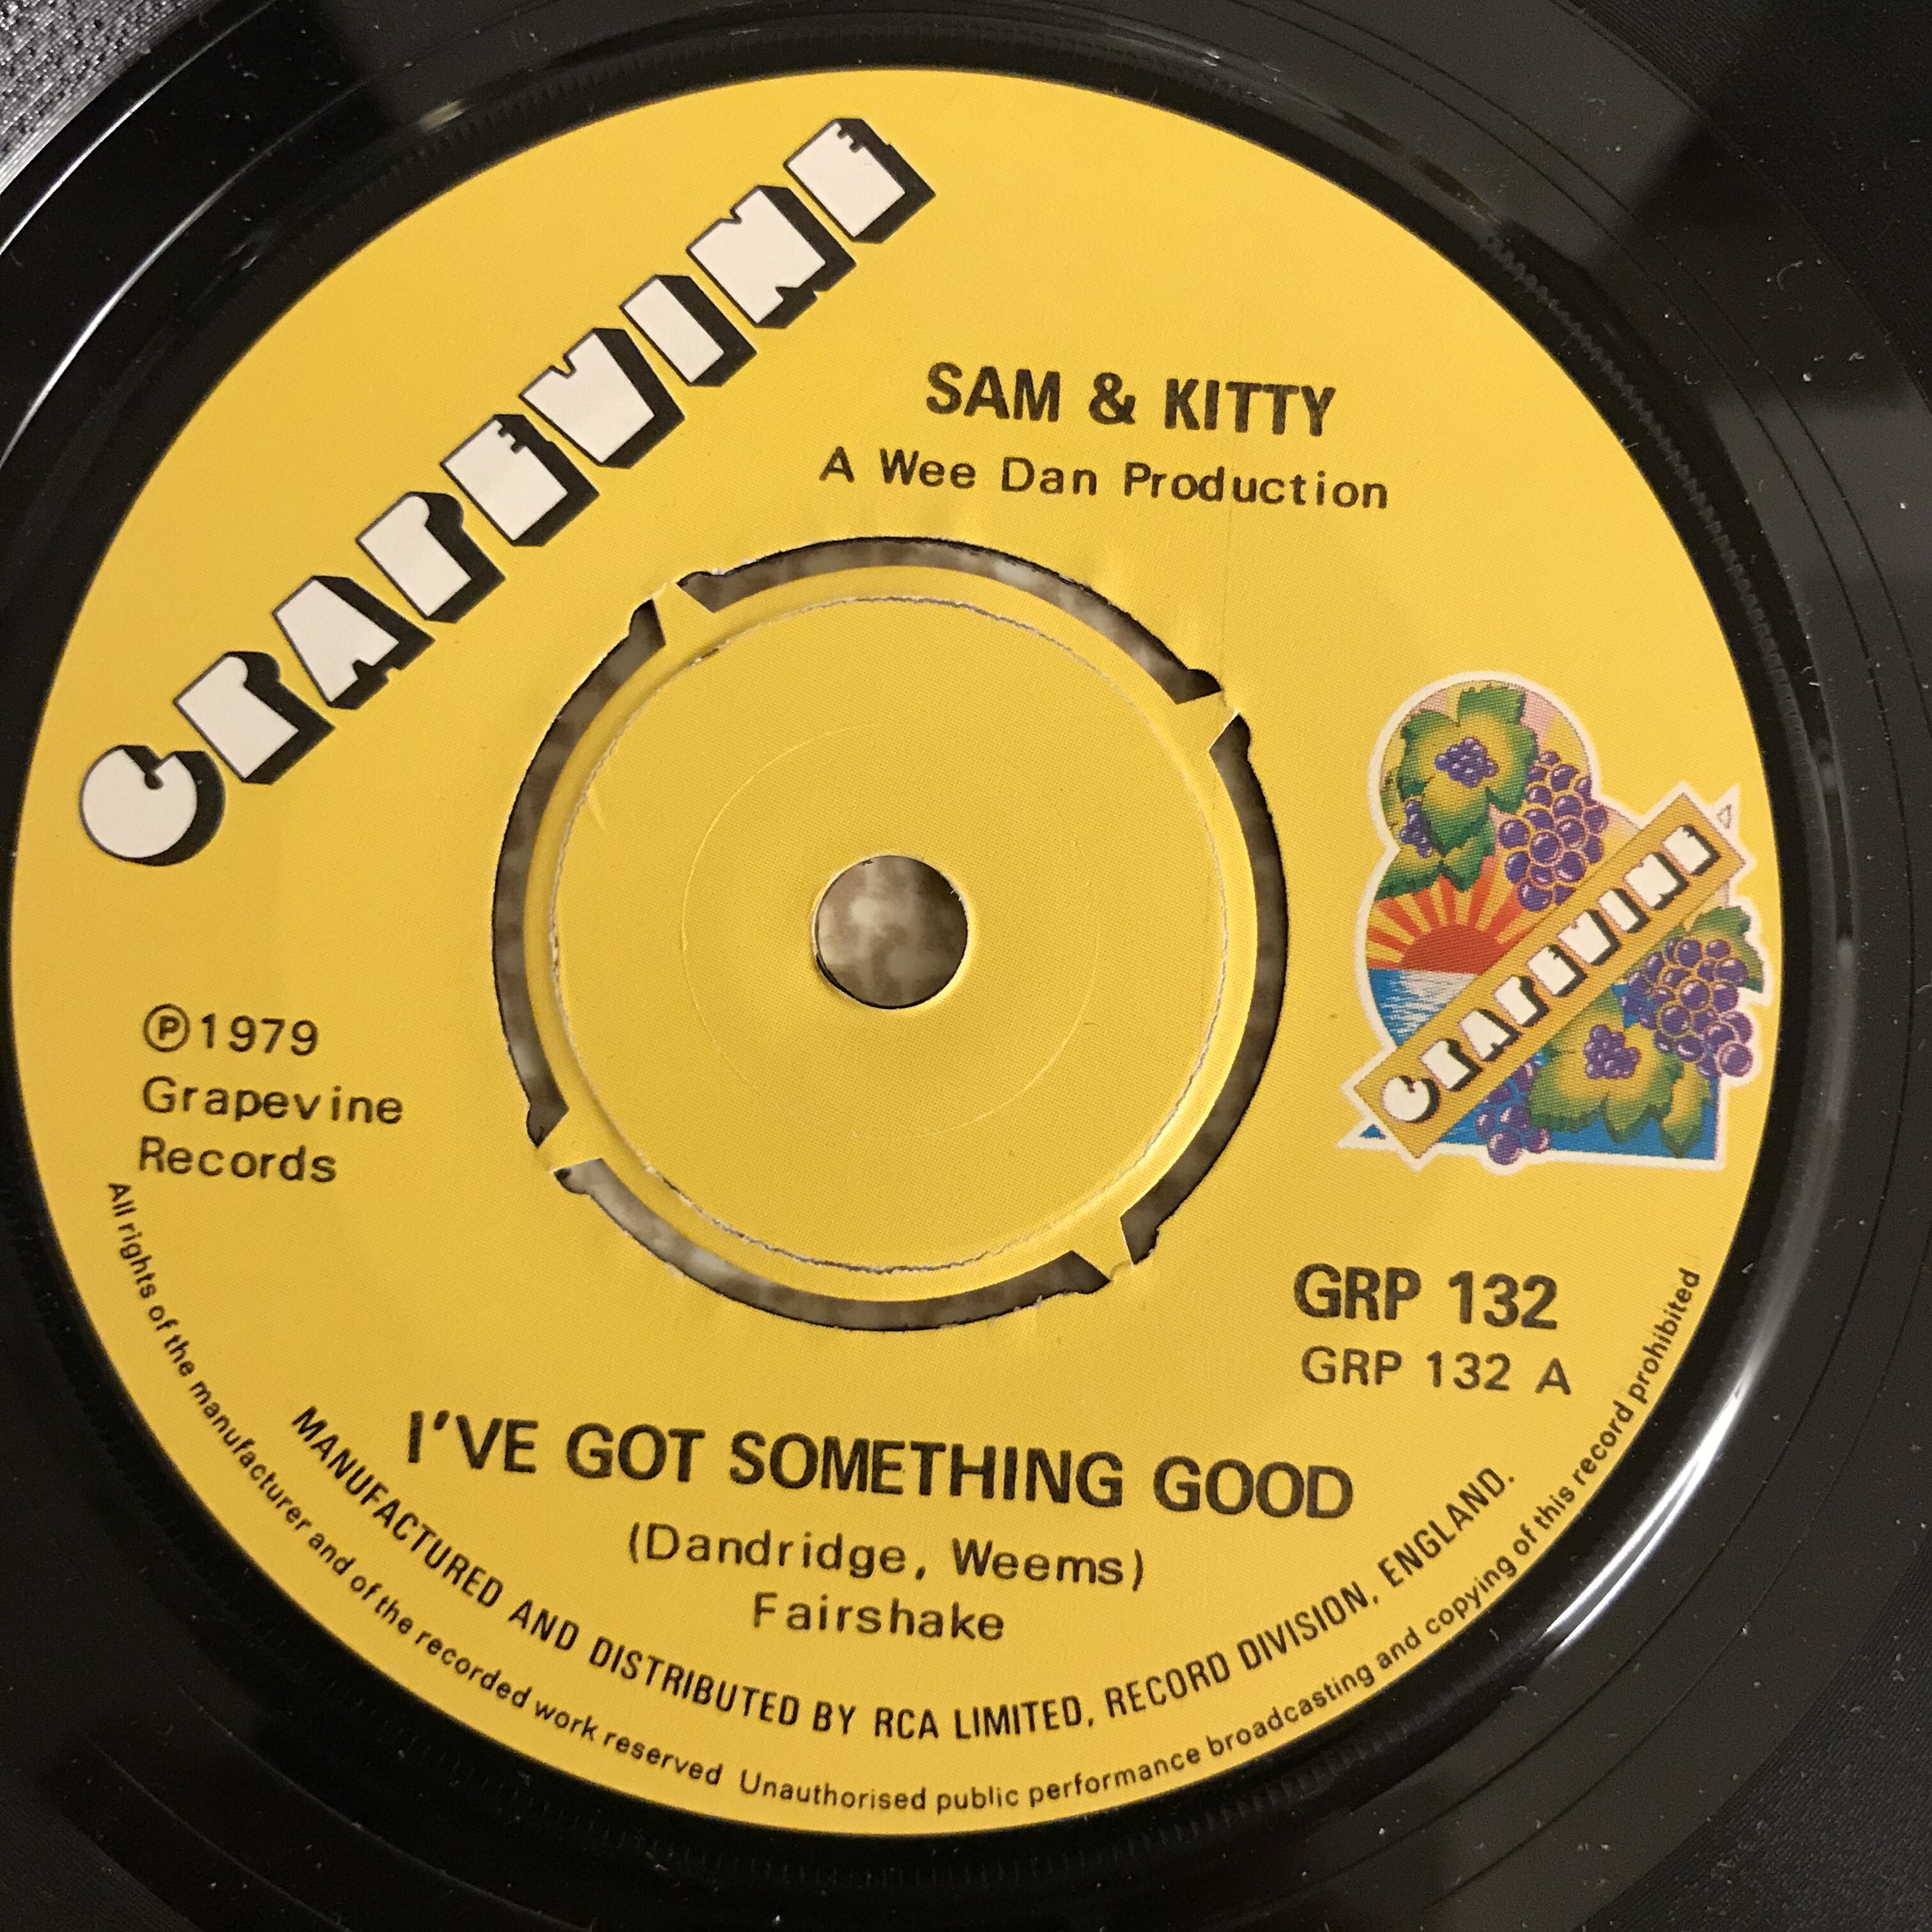 GRAPEVINE
SAM & KITTY
A Wee Dan Production
GRAPEVINE
℗1979
Grapevine
Records
GRP 132
GRP 132 A
I'VE GOT SOMETHING GOOD
(Dandridge, Weems)
Fairshake
MANUFACTURED AND DISTRIBUTED BY RCA LIMITED, RECORD DIVISION, ENGLAND.
All rights of the manufacturer and of the recorded work reserved Unauthorised public performance broadcasting and copying of this record prohibited